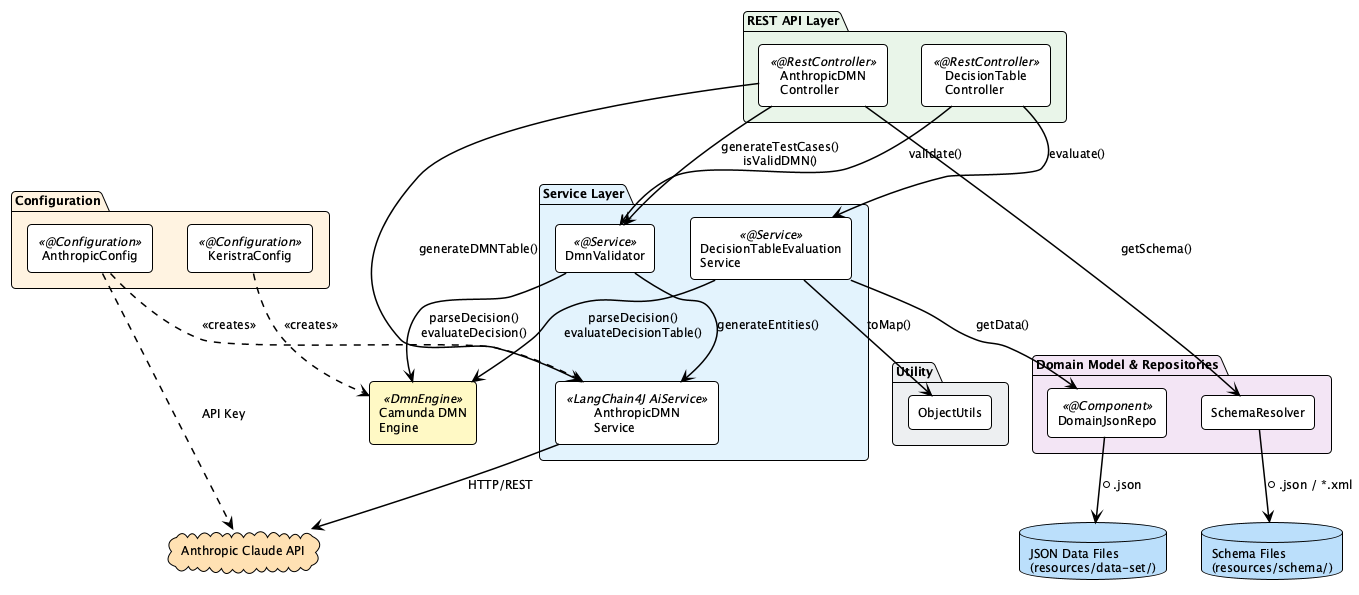 REST API Layer
«@RestController»
AnthropicDMN
Controller
«@RestController»
DecisionTable
Controller
generateTestCases()
isValidDMN()
validate()
evaluate()
Configuration
«@Configuration»
AnthropicConfig
«@Configuration»
KeristraConfig
Service Layer
«@Service»
DmnValidator
«@Service»
DecisionTableEvaluation
Service
generateDMNTable()
getSchema()
«creates»
«creates»
parseDecision()
evaluateDecision()
parseDecision()
evaluateDecisionTable()
generateEntities()
toMap()
getData()
«DmnEngine»
Camunda DMN
Engine
«LangChain4J AiService»
AnthropicDMN
Service
Utility
ObjectUtils
Domain Model & Repositories
«@Component»
DomainJsonRepo
SchemaResolver
API Key
HTTP/REST
.json
.json / *.xml
Anthropic Claude API
JSON Data Files
(resources/data-set/)
Schema Files
(resources/schema/)